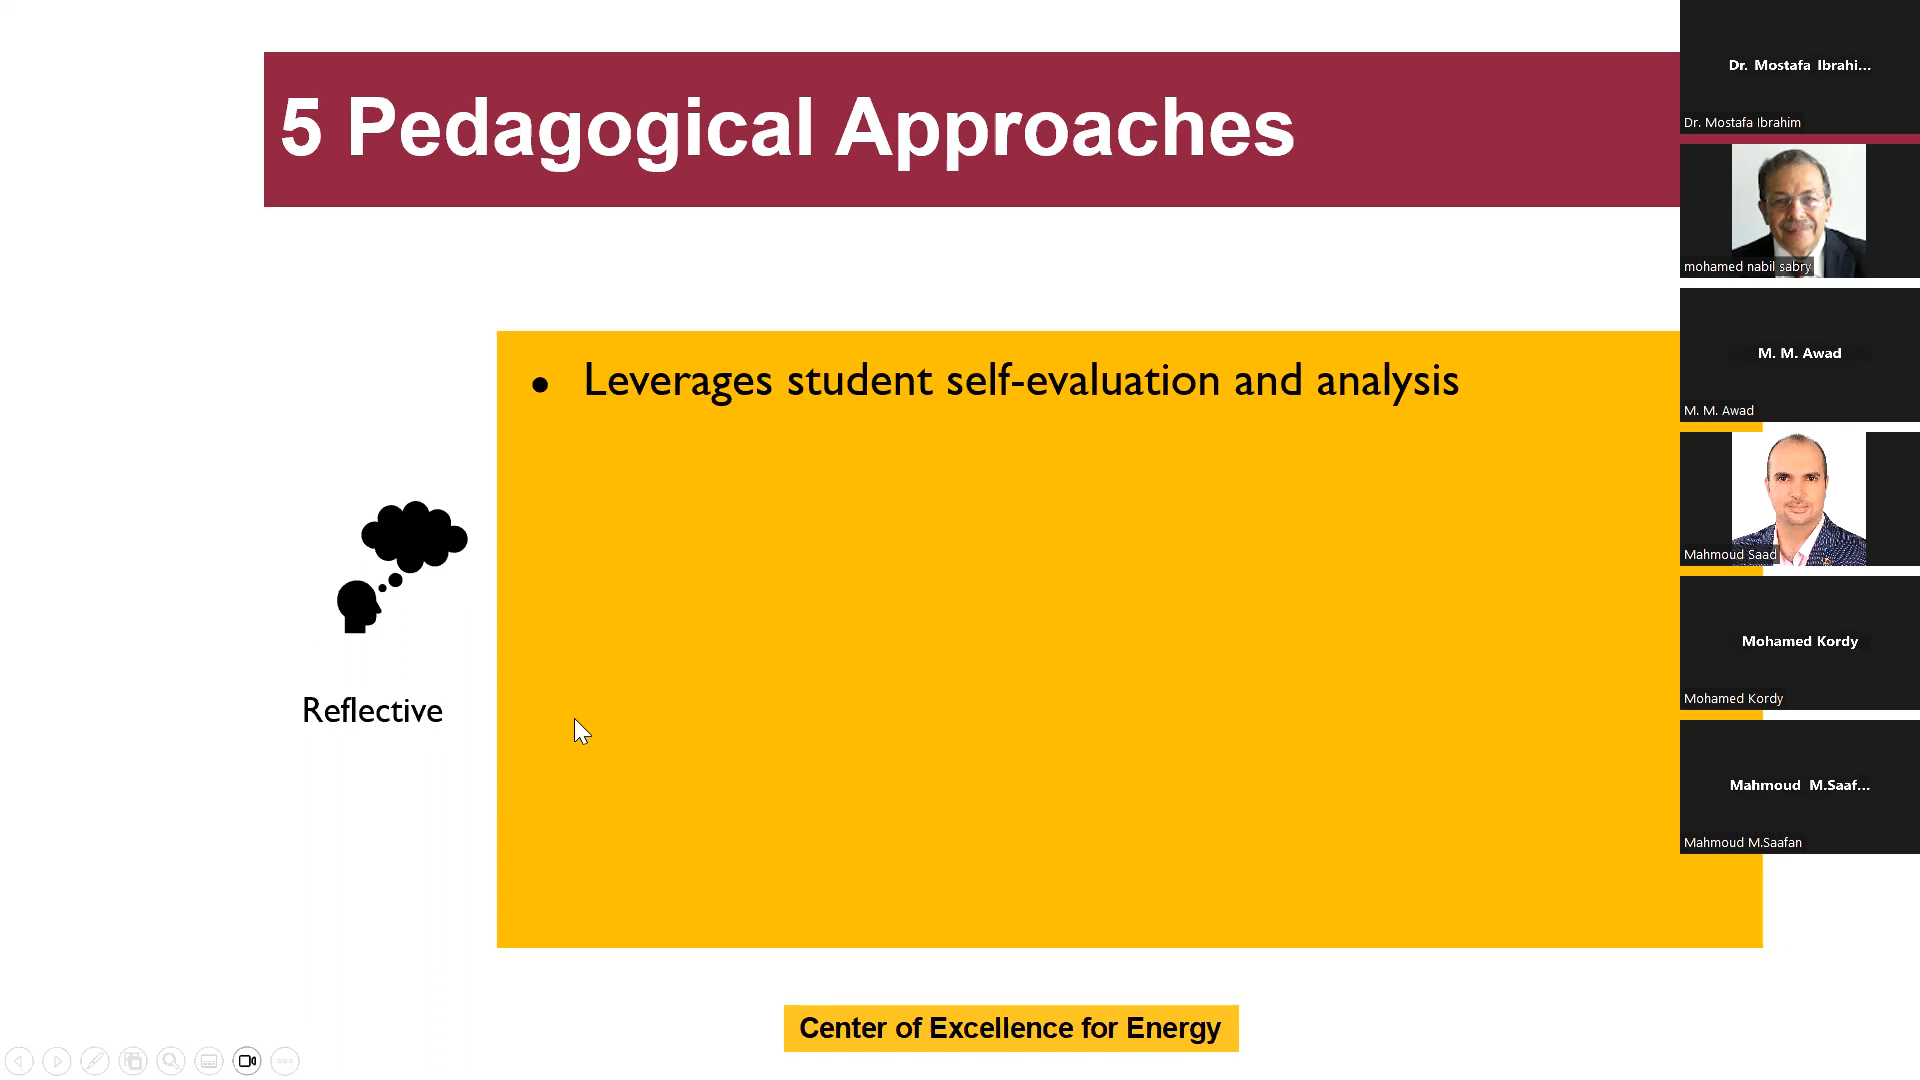 5 Pedagogical Approaches
• Leverages student self-evaluation and analysis
Reflective
Center of Excellence for Energy
Dr. Mostafa Ibrahi...
Dr. Mostafa Ibrahim
mohamed nabil sabry
M. M. Awad
M. M. Awad
Mahmoud Saad
Mohamed Kordy
Mohamed Kordy
Mahmoud M.Saaf...
Mahmoud M.Saafan